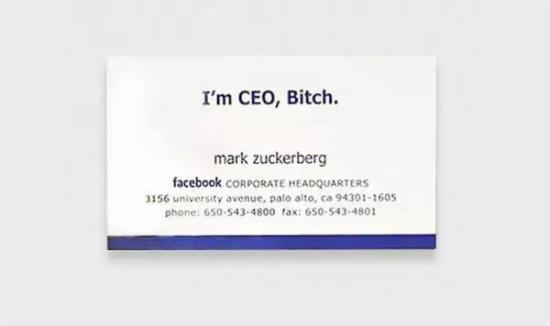 I'm CEO, Bitch.
mark zuckerberg
facebook CORPORATE HEADQUARTERS
3156 university avenue, palo alto, ca 94301-1605
phone: 650-543-4800 fax: 650-543-4801